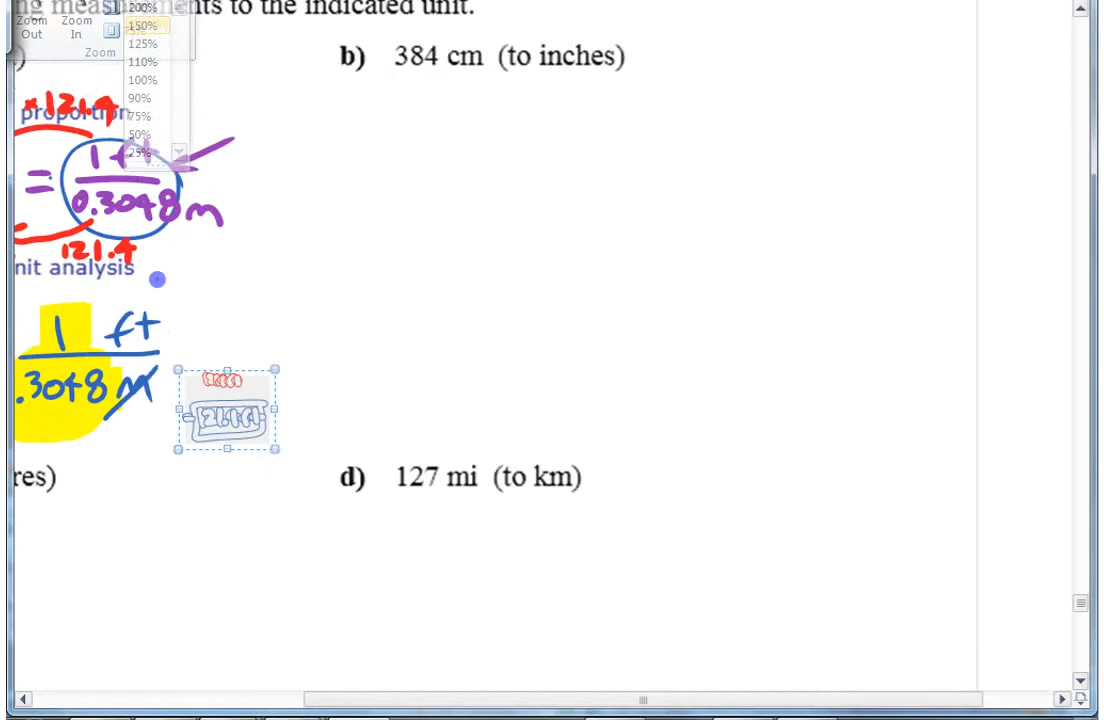 ng measurements to the indicated unit.
200%
Zoom Out
Zoom In
150%
125%
Zoom
110%
100%
90%
75%
50%
25%
)
b) 384 cm (to inches)
proportion
×121.4
= 1 ft
0.3048 m
121.4
nit analysis
1 ft
.3048 m
res)
d) 127 mi (to km)